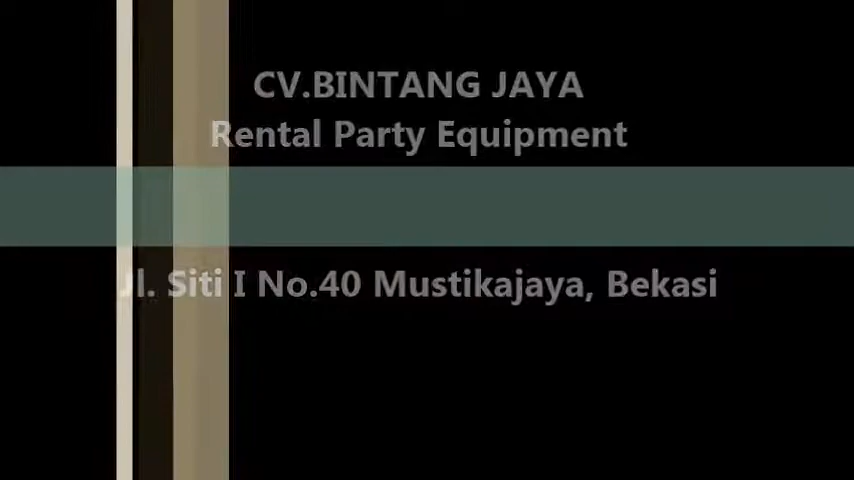 CV.BINTANG JAYA
Rental Party Equipment
Jl. Siti I No.40 Mustikajaya, Bekasi